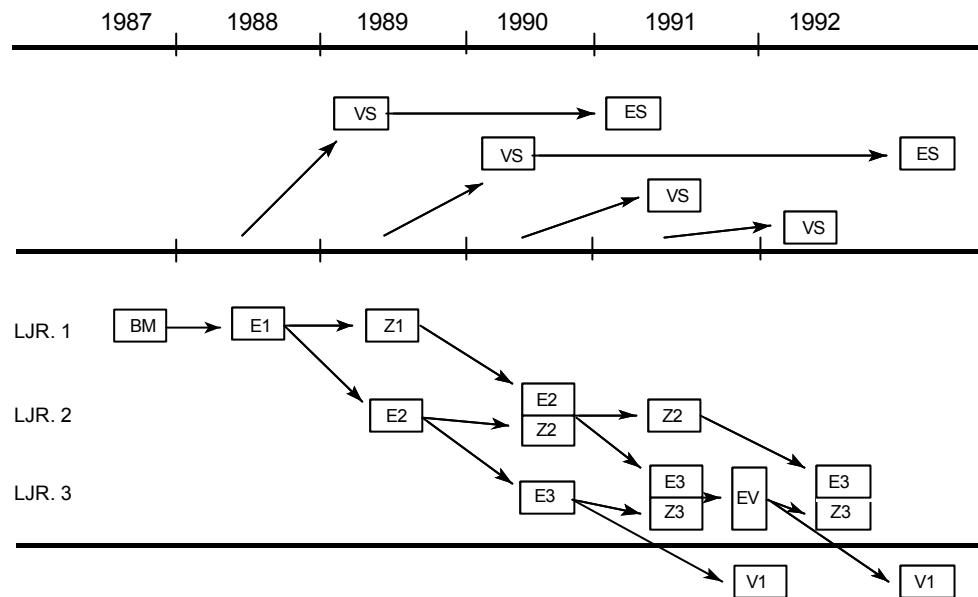 1987 1988 1989 1990 1991 1992
VS ES
VS ES
VS
VS
LJR. 1 BM E1 Z1
E2
LJR. 2 E2 Z2 Z2
E3 E3
LJR. 3 E3 Z3 EV Z3
V1 V1